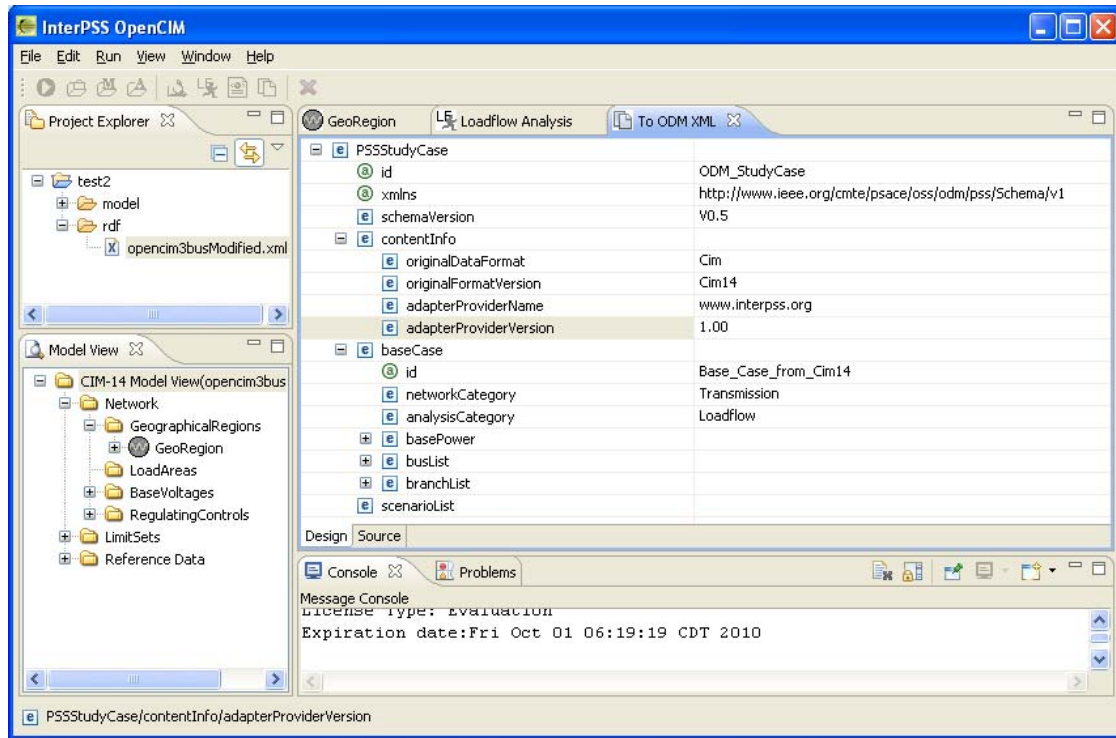 InterPSS OpenCIM
File Edit Run View Window Help
Project Explorer
test2
model
rdf
opencim3busModified.xml
Model View
CIM-14 Model View(opencim3bus
Network
GeographicalRegions
GeoRegion
LoadAreas
BaseVoltages
RegulatingControls
LimitSets
Reference Data
GeoRegion Loadflow Analysis To ODM XML
PSSStudyCase
id ODM_StudyCase
xmlns http://www.ieee.org/cmte/psace/oss/odm/pss/Schema/v1
schemaVersion V0.5
contentInfo
originalDataFormat Cim
originalFormatVersion Cim14
adapterProviderName www.interpss.org
adapterProviderVersion 1.00
baseCase
id Base_Case_from_Cim14
networkCategory Transmission
analysisCategory Loadflow
basePower
busList
branchList
scenarioList
Design Source
Console Problems
Message Console
License Type: Evaluation
Expiration date:Fri Oct 01 06:19:19 CDT 2010
PSSStudyCase/contentInfo/adapterProviderVersion